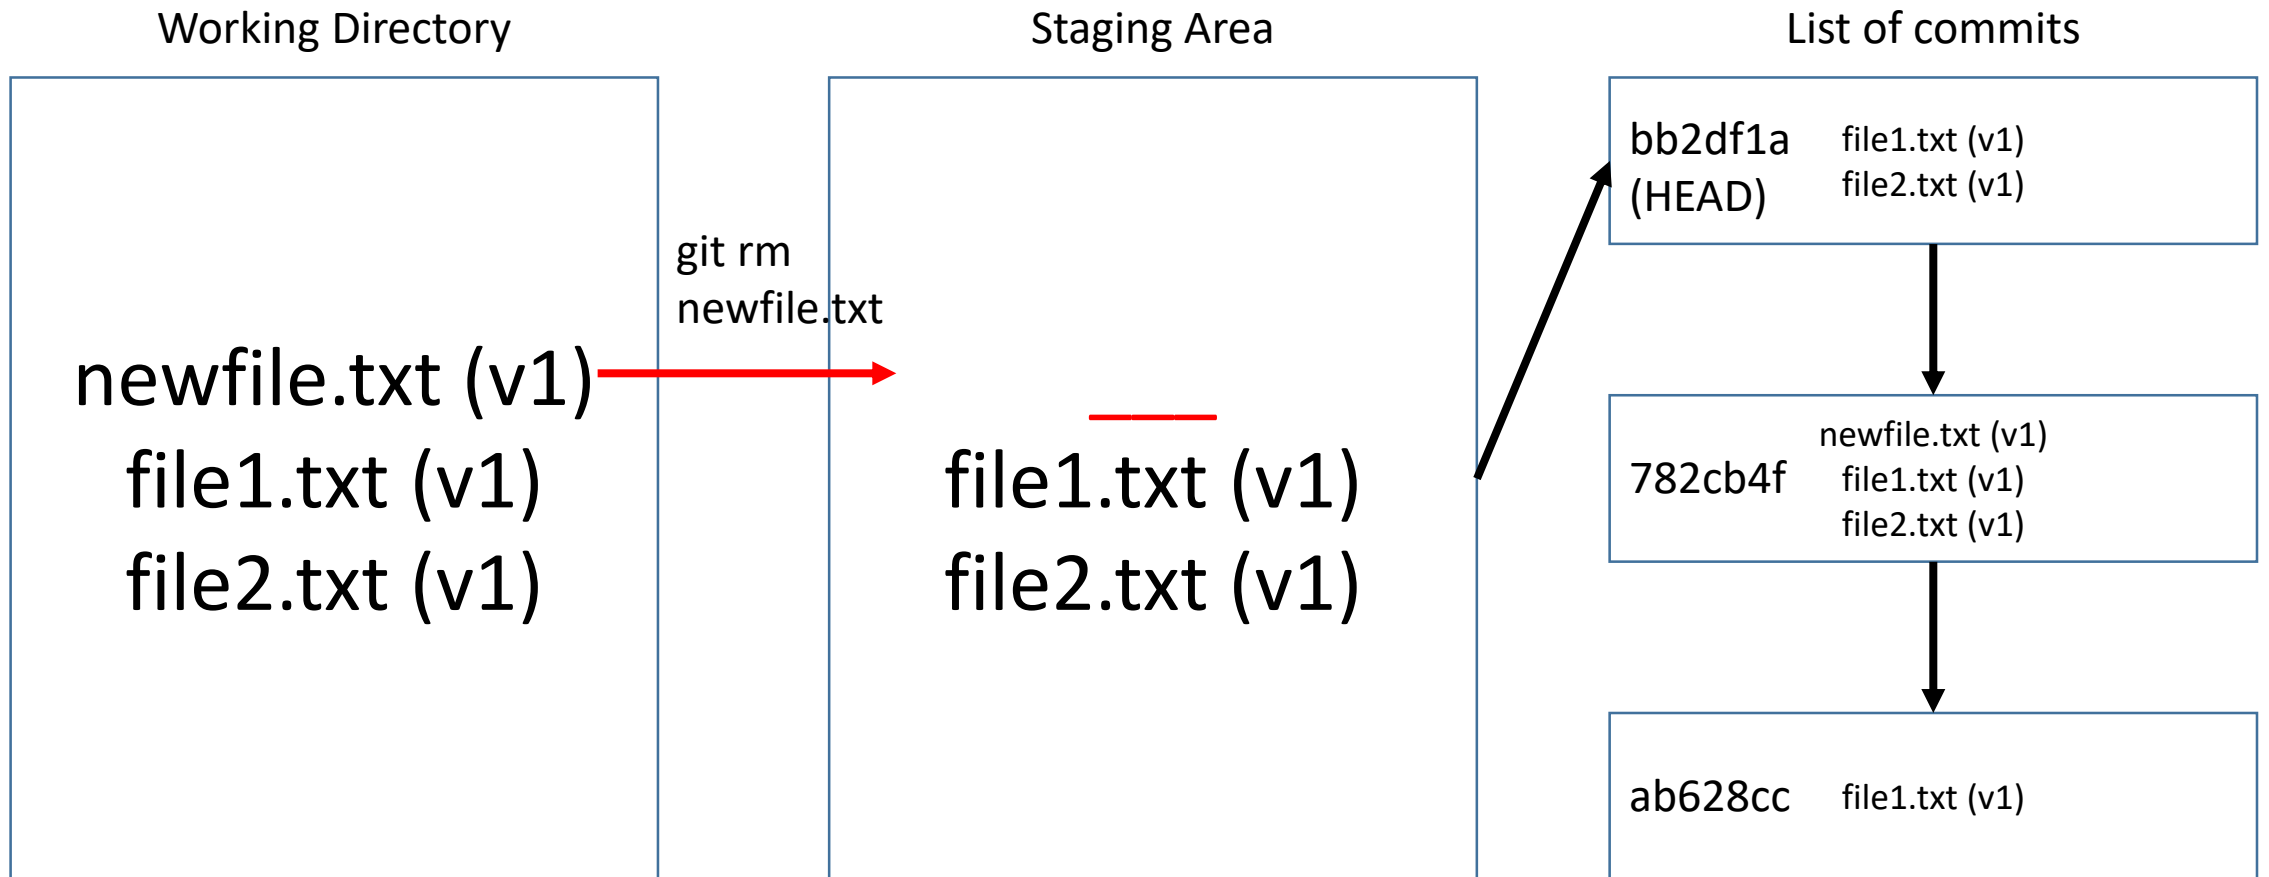 Working Directory
newfile.txt (v1)
file1.txt (v1)
file2.txt (v1)
git rm
newfile.txt
Staging Area
___
file1.txt (v1)
file2.txt (v1)
List of commits
bb2df1a
(HEAD)
file1.txt (v1)
file2.txt (v1)
782cb4f
newfile.txt (v1)
file1.txt (v1)
file2.txt (v1)
ab628cc
file1.txt (v1)